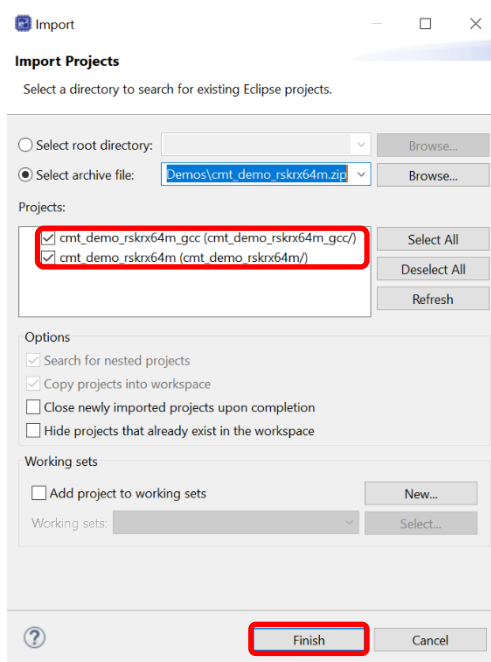 Import
Import Projects
Select a directory to search for existing Eclipse projects.
Select root directory:
Browse...
Select archive file:
Demos\cmt_demo_rskrx64m.zip
Browse...
Projects:
cmt_demo_rskrx64m_gcc (cmt_demo_rskrx64m_gcc/)
cmt_demo_rskrx64m (cmt_demo_rskrx64m/)
Select All
Deselect All
Refresh
Options
Search for nested projects
Copy projects into workspace
Close newly imported projects upon completion
Hide projects that already exist in the workspace
Working sets
Add project to working sets
New...
Working sets:
Select...
?
Finish
Cancel